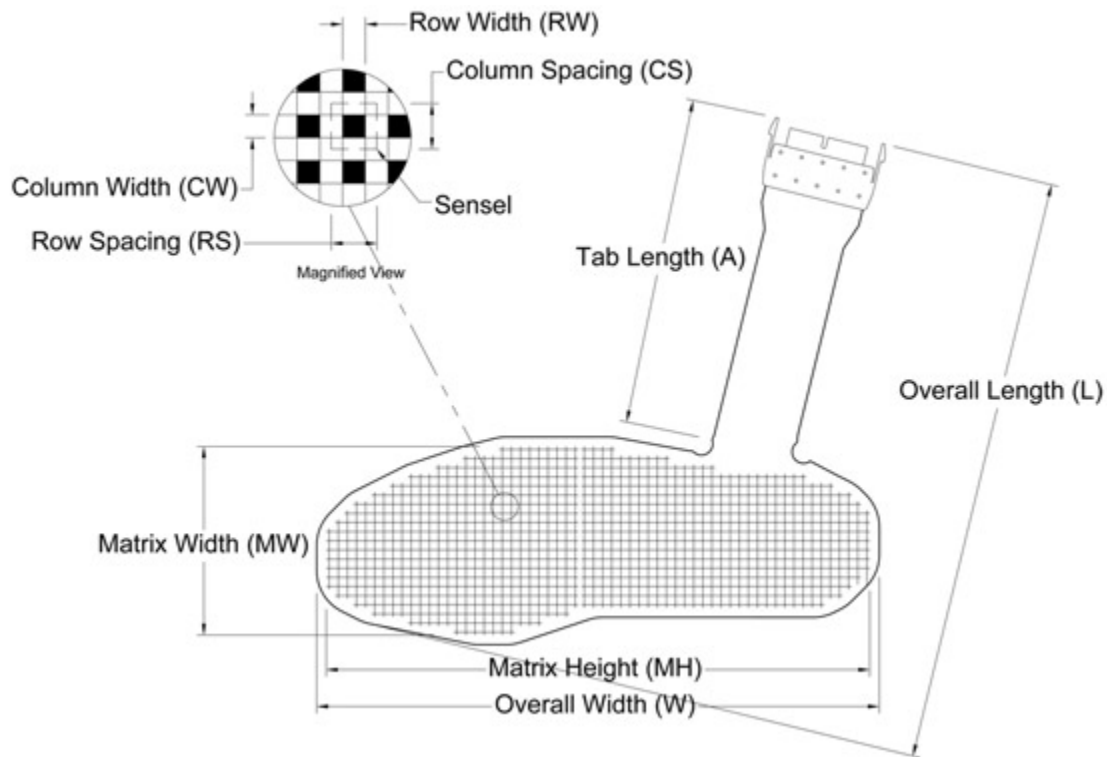 Row Width (RW)
Column Spacing (CS)
Column Width (CW)
Sensel
Row Spacing (RS)
Magnified View
Tab Length (A)
Overall Length (L)
Matrix Width (MW)
Matrix Height (MH)
Overall Width (W)